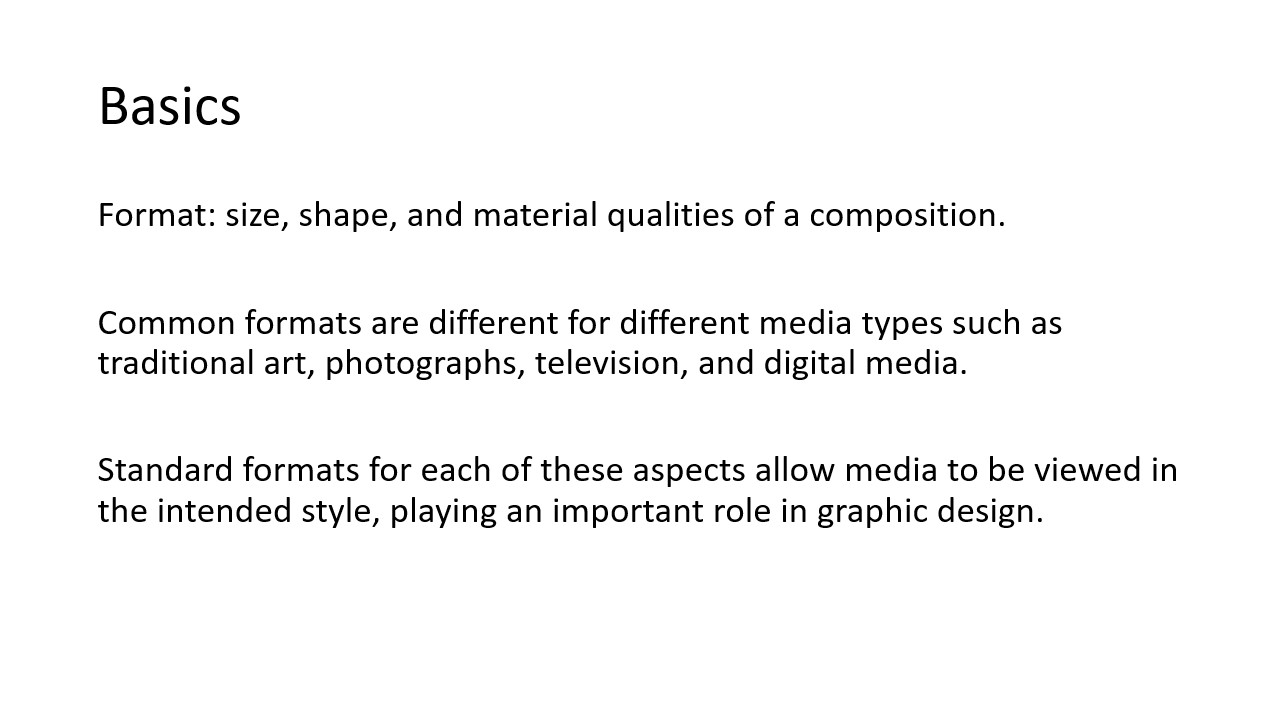 Basics
Format: size, shape, and material qualities of a composition.
Common formats are different for different media types such as
traditional art, photographs, television, and digital media.
Standard formats for each of these aspects allow media to be viewed in
the intended style, playing an important role in graphic design.